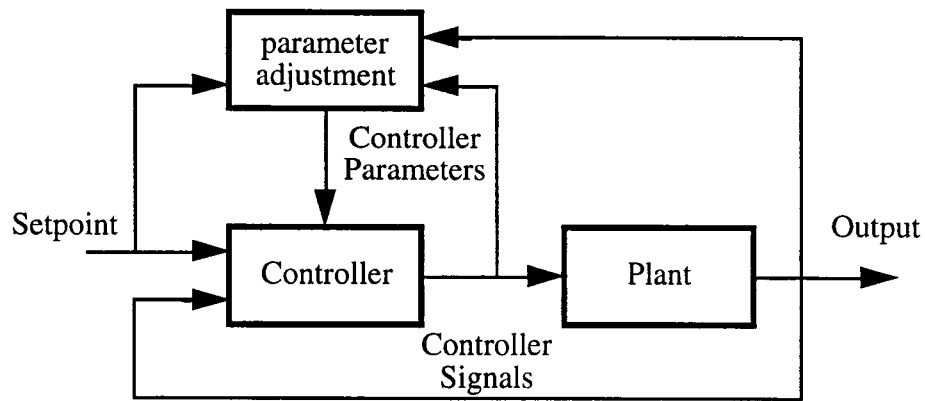 parameter
adjustment
Controller
Parameters
Setpoint
Output
Controller
Plant
Controller
Signals